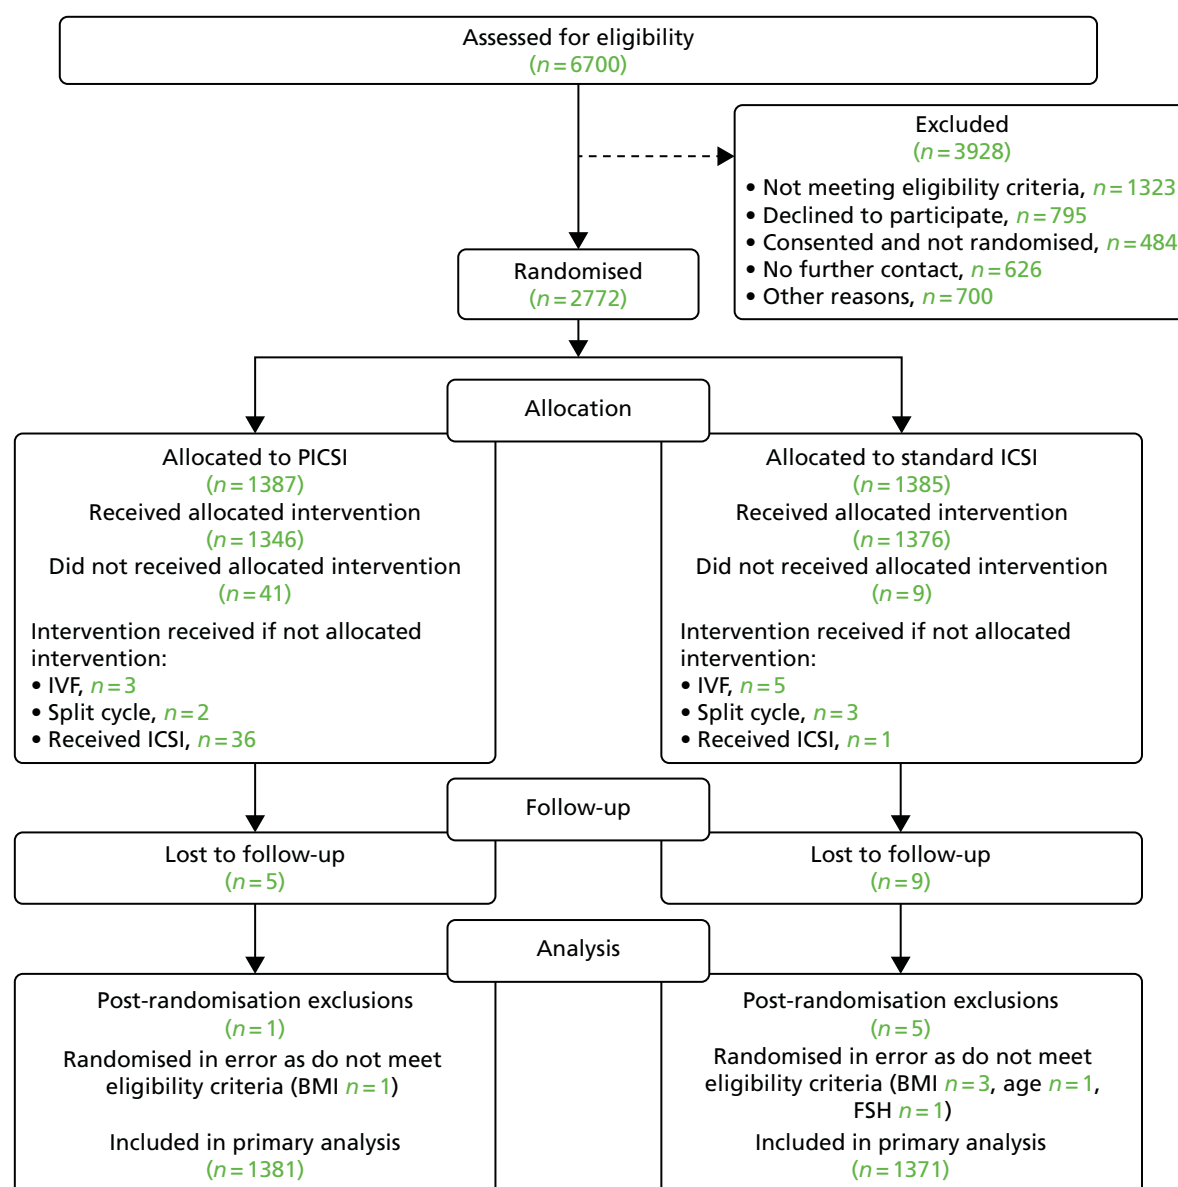 Assessed for eligibility
(n=6700)
Excluded
(n=3928)
• Not meeting eligibility criteria, n=1323
• Declined to participate, n=795
• Consented and not randomised, n=484
• No further contact, n=626
• Other reasons, n=700
Randomised
(n=2772)
Allocation
Allocated to PICSI
(n=1387)
Received allocated intervention
(n=1346)
Did not received allocated intervention
(n=41)
Intervention received if not allocated
intervention:
• IVF, n=3
• Split cycle, n=2
• Received ICSI, n=36
Allocated to standard ICSI
(n=1385)
Received allocated intervention
(n=1376)
Did not received allocated intervention
(n=9)
Intervention received if not allocated
intervention:
• IVF, n=5
• Split cycle, n=3
• Received ICSI, n=1
Follow-up
Lost to follow-up
(n=5)
Lost to follow-up
(n=9)
Analysis
Post-randomisation exclusions
(n=1)
Randomised in error as do not meet
eligibility criteria (BMI n=1)
Included in primary analysis
(n=1381)
Post-randomisation exclusions
(n=5)
Randomised in error as do not meet
eligibility criteria (BMI n=3, age n=1,
FSH n=1)
Included in primary analysis
(n=1371)